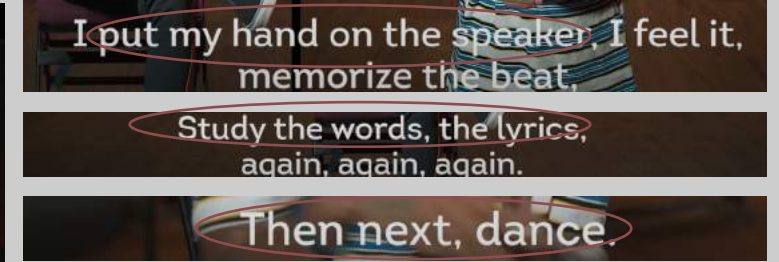 I put my hand on the speaker, I feel it,
memorize the beat,
Study the words, the lyrics,
again, again, again.
Then next, dance.